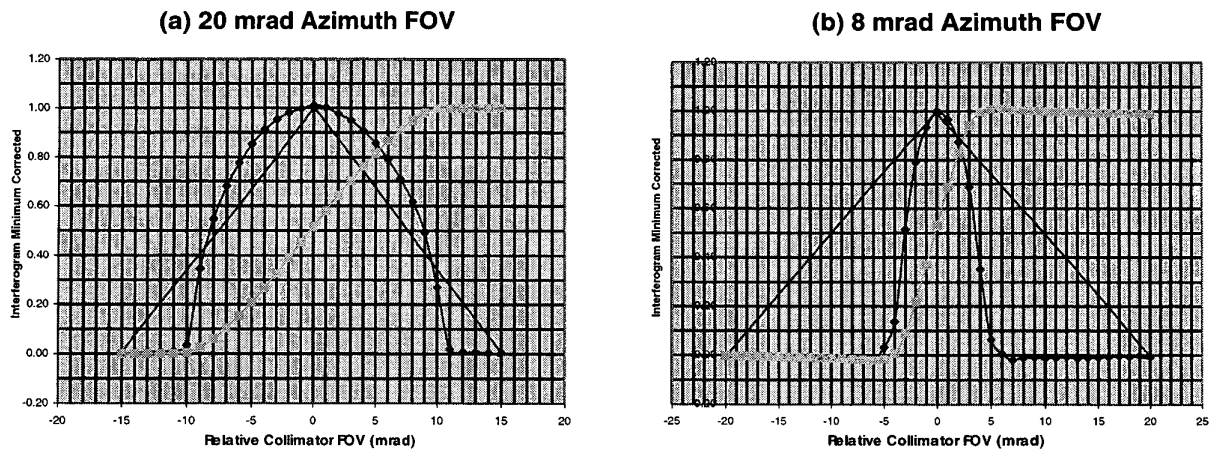 (a) 20 mrad Azimuth FOV
Interferogram Minimum Corrected
1.20
1.00
0.80
0.60
0.40
0.20
0.00
-0.20
-20 -15 -10 -5 0 5 10 15 20
Relative Collimator FOV (mrad)
(b) 8 mrad Azimuth FOV
Interferogram Minimum Corrected
1.20
-25 -20 -15 -10 -5 0 5 10 15 20 25
Relative Collimator FOV (mrad)